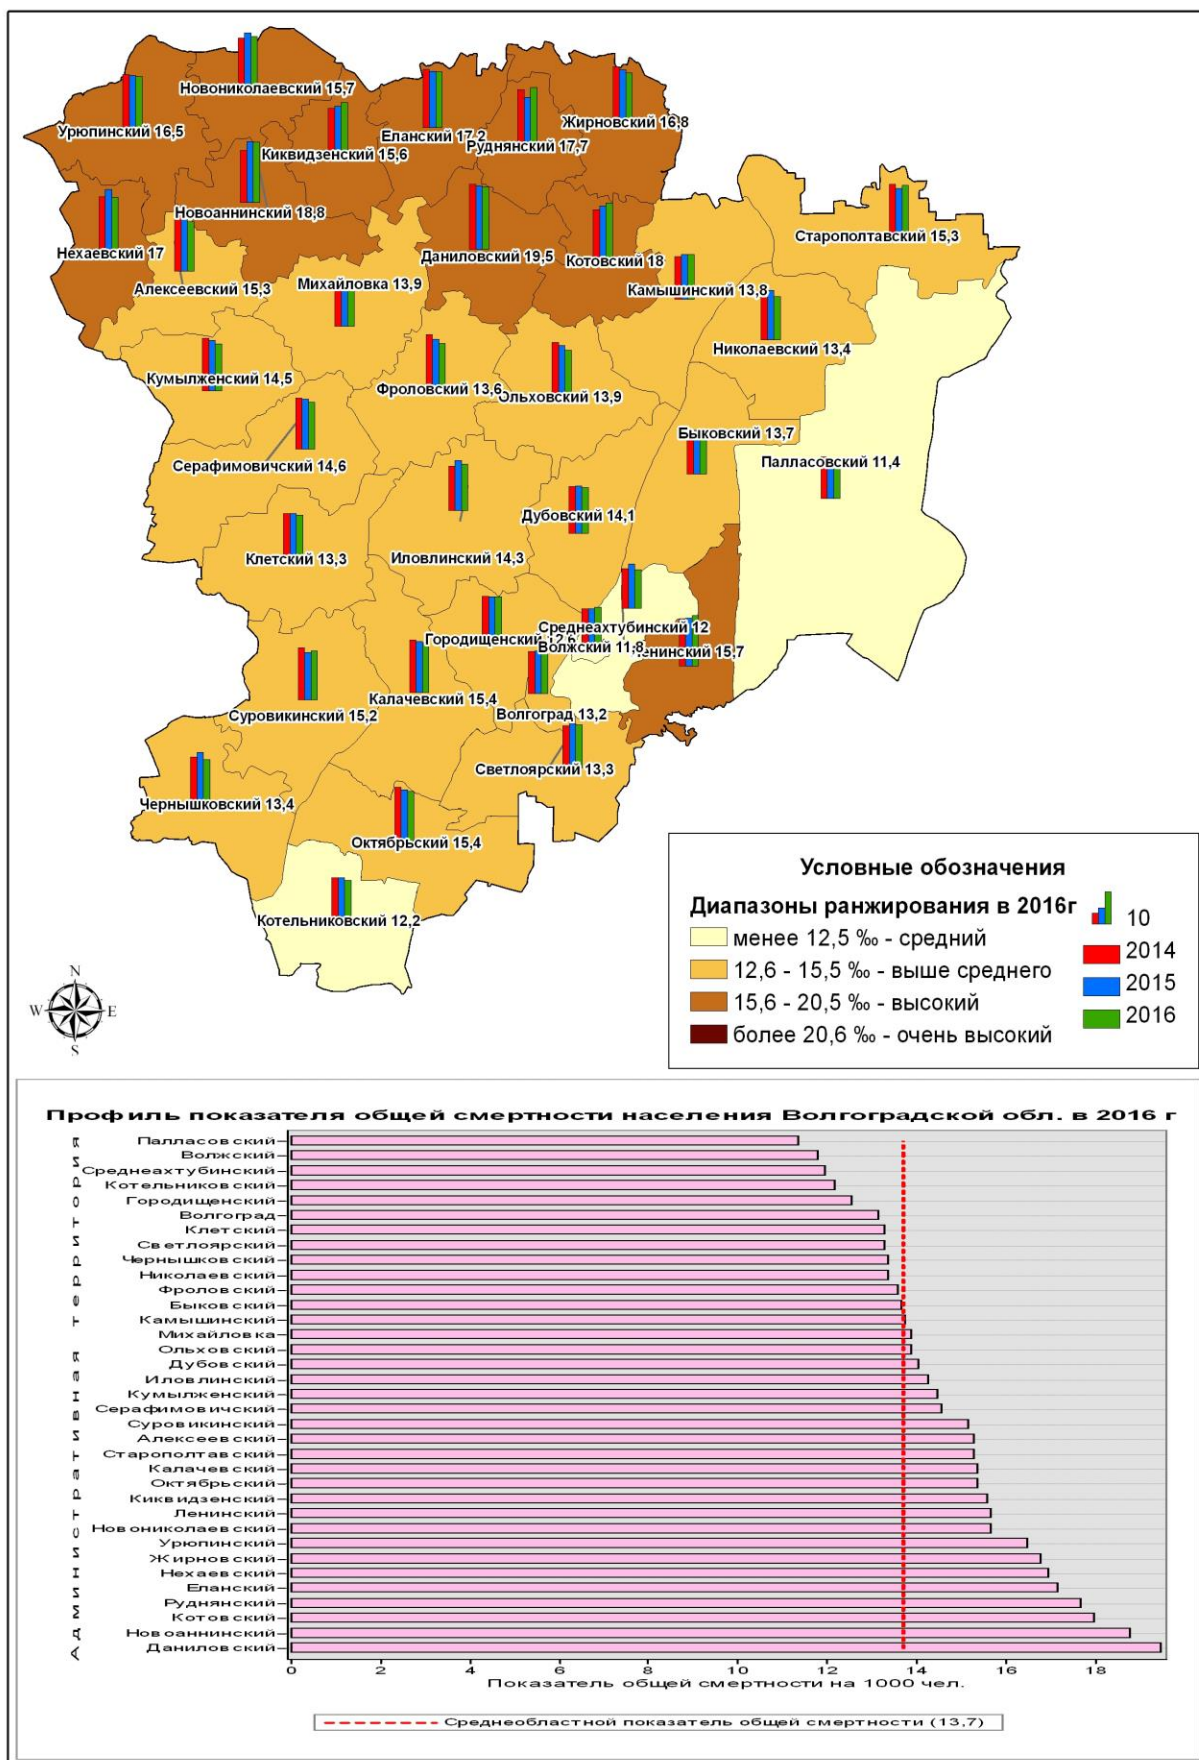 Новониколаевский 15,7
Урюпинский 16,5
Киквидзенский 15,6
Еланский 17,2
Руднянский 17,7
Жирновский 16,8
Новоаннинский 18,8
Нехаевский 17
Алексеевский 15,3
Михайловка 13,9
Даниловский 19,5
Котовский 18
Камышинский 13,8
Старополтавский 15,3
Николаевский 13,4
Кумылженский 14,5
Фроловский 13,6
Ольховский 13,9
Быковский 13,7
Палласовский 11,4
Серафимовичский 14,6
Клетский 13,3
Иловлинский 14,3
Дубовский 14,1
Городищенский 12,6
Среднеахтубинский 12
Волжский 11,8
Ленинский 15,7
Суровикинский 15,2
Калачевский 15,4
Волгоград 13,2
Светлоярский 13,3
Чернышковский 13,4
Октябрьский 15,4
Котельниковский 12,2
N
W E
S
Условные обозначения
Диапазоны ранжирования в 2016г
менее 12,5 ‰ - средний
12,6 - 15,5 ‰ - выше среднего
15,6 - 20,5 ‰ - высокий
более 20,6 ‰ - очень высокий
10
2014
2015
2016
Профиль показателя общей смертности населения Волгоградской обл. в 2016 г
Административная территория
Палласовский
Волжский
Среднеахтубинский
Котельниковский
Городищенский
Волгоград
Клетский
Светлоярский
Чернышковский
Николаевский
Фроловский
Быковский
Камышинский
Михайловка
Ольховский
Дубовский
Иловлинский
Кумылженский
Серафимовичский
Суровикинский
Алексеевский
Старополтавский
Калачевский
Октябрьский
Киквидзенский
Ленинский
Новониколаевский
Урюпинский
Жирновский
Нехаевский
Еланский
Руднянский
Котовский
Новоаннинский
Даниловский
0 2 4 6 8 10 12 14 16 18
Показатель общей смертности на 1000 чел.
Среднеобластной показатель общей смертности (13,7)